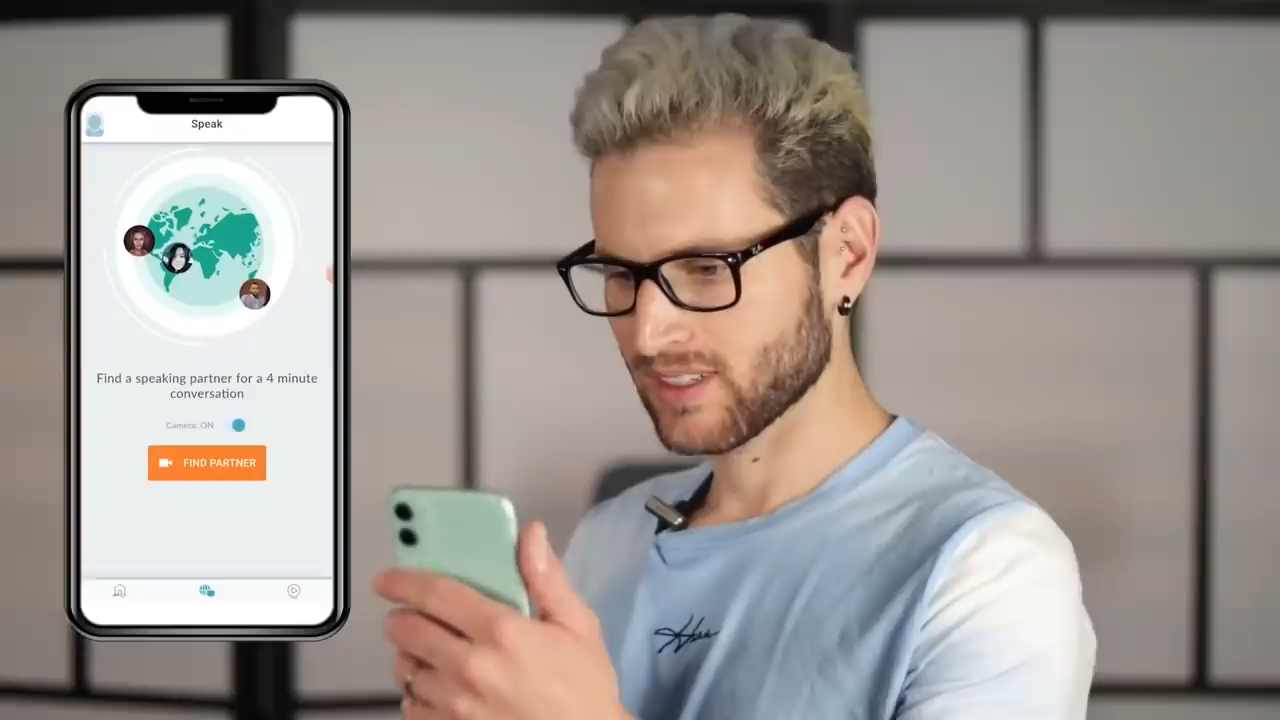 Speak
Find a speaking partner for a 4 minute
conversation
Camera: ON
FIND PARTNER